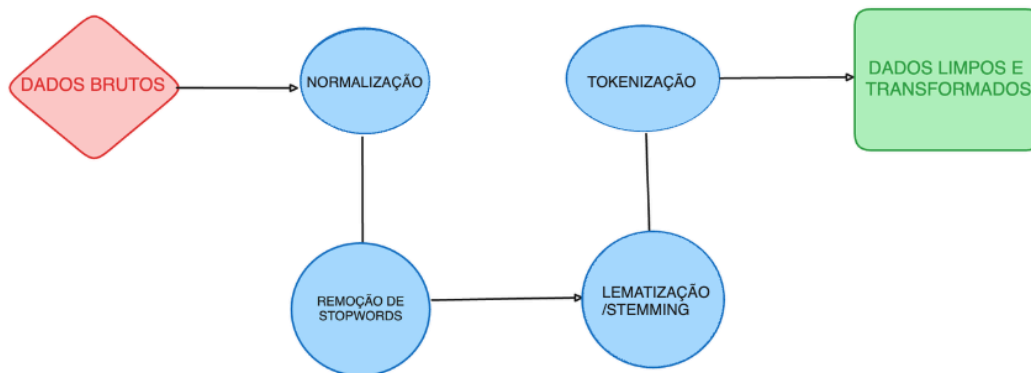 DADOS BRUTOS
NORMALIZAÇÃO
TOKENIZAÇÃO
DADOS LIMPOS E
TRANSFORMADOS
REMOÇÃO DE
STOPWORDS
LEMATIZAÇÃO
/STEMMING